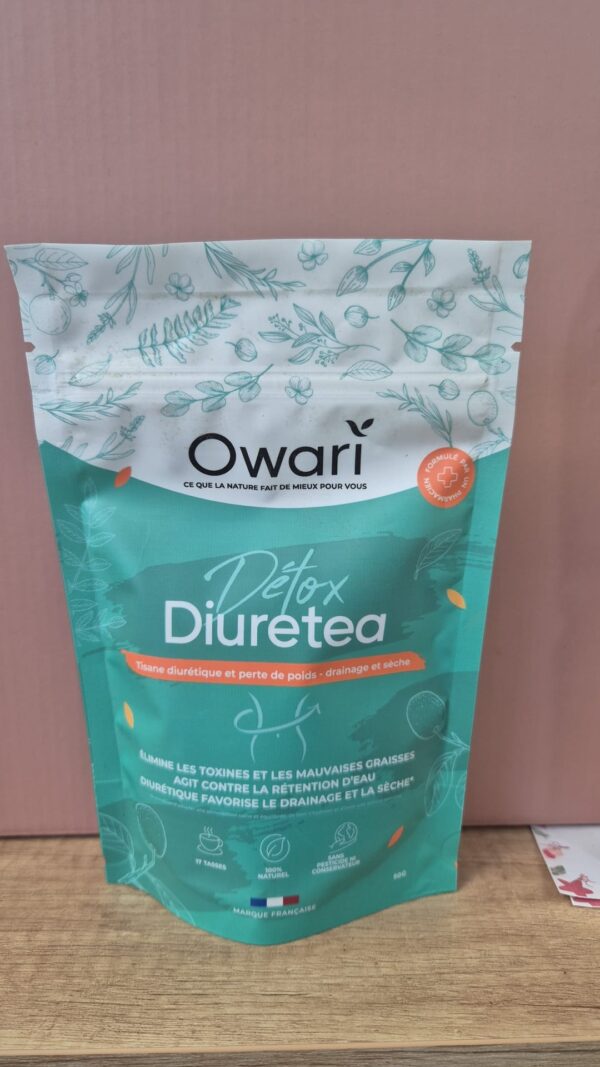 Owari
CE QUE LA NATURE FAIT DE MIEUX POUR VOUS
FORMULÉ PAR UN PHARMACIEN
Détox
Diuretea
Tisane diurétique et perte de poids - drainage et sèche
ÉLIMINE LES TOXINES ET LES MAUVAISES GRAISSES
AGIT CONTRE LA RÉTENTION D'EAU
DIURÉTIQUE FAVORISE LE DRAINAGE ET LA SÈCHE*
17 TASSES
100%
NATUREL
SANS
PESTICIDE NI
CONSERVATEUR
50G
MARQUE FRANÇAISE